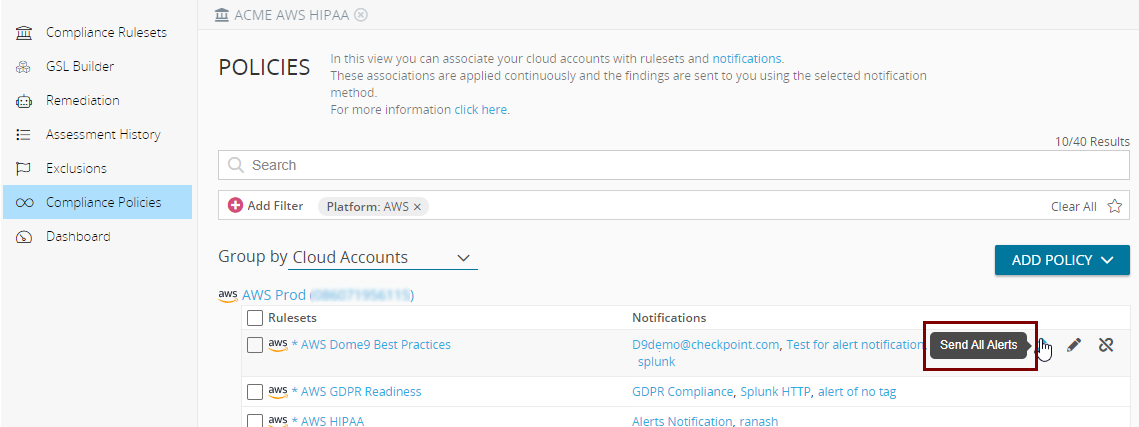 ACME AWS HIPAA
Compliance Rulesets
GSL Builder
Remediation
Assessment History
Exclusions
Compliance Policies
Dashboard
POLICIES
In this view you can associate your cloud accounts with rulesets and notifications.
These associations are applied continuously and the findings are sent to you using the selected notification
method.
For more information click here.
10/40 Results
Search
Add Filter Platform: AWS ×
Clear All
Group by Cloud Accounts
ADD POLICY
aws AWS Prod (
)
Rulesets Notifications
aws * AWS Dome9 Best Practices D9demo@checkpoint.com, Test for alert notification,
splunk
Send All Alerts
aws * AWS GDPR Readiness GDPR Compliance, Splunk HTTP, alert of no tag
aws * AWS HIPAA Alerts Notification, ranash